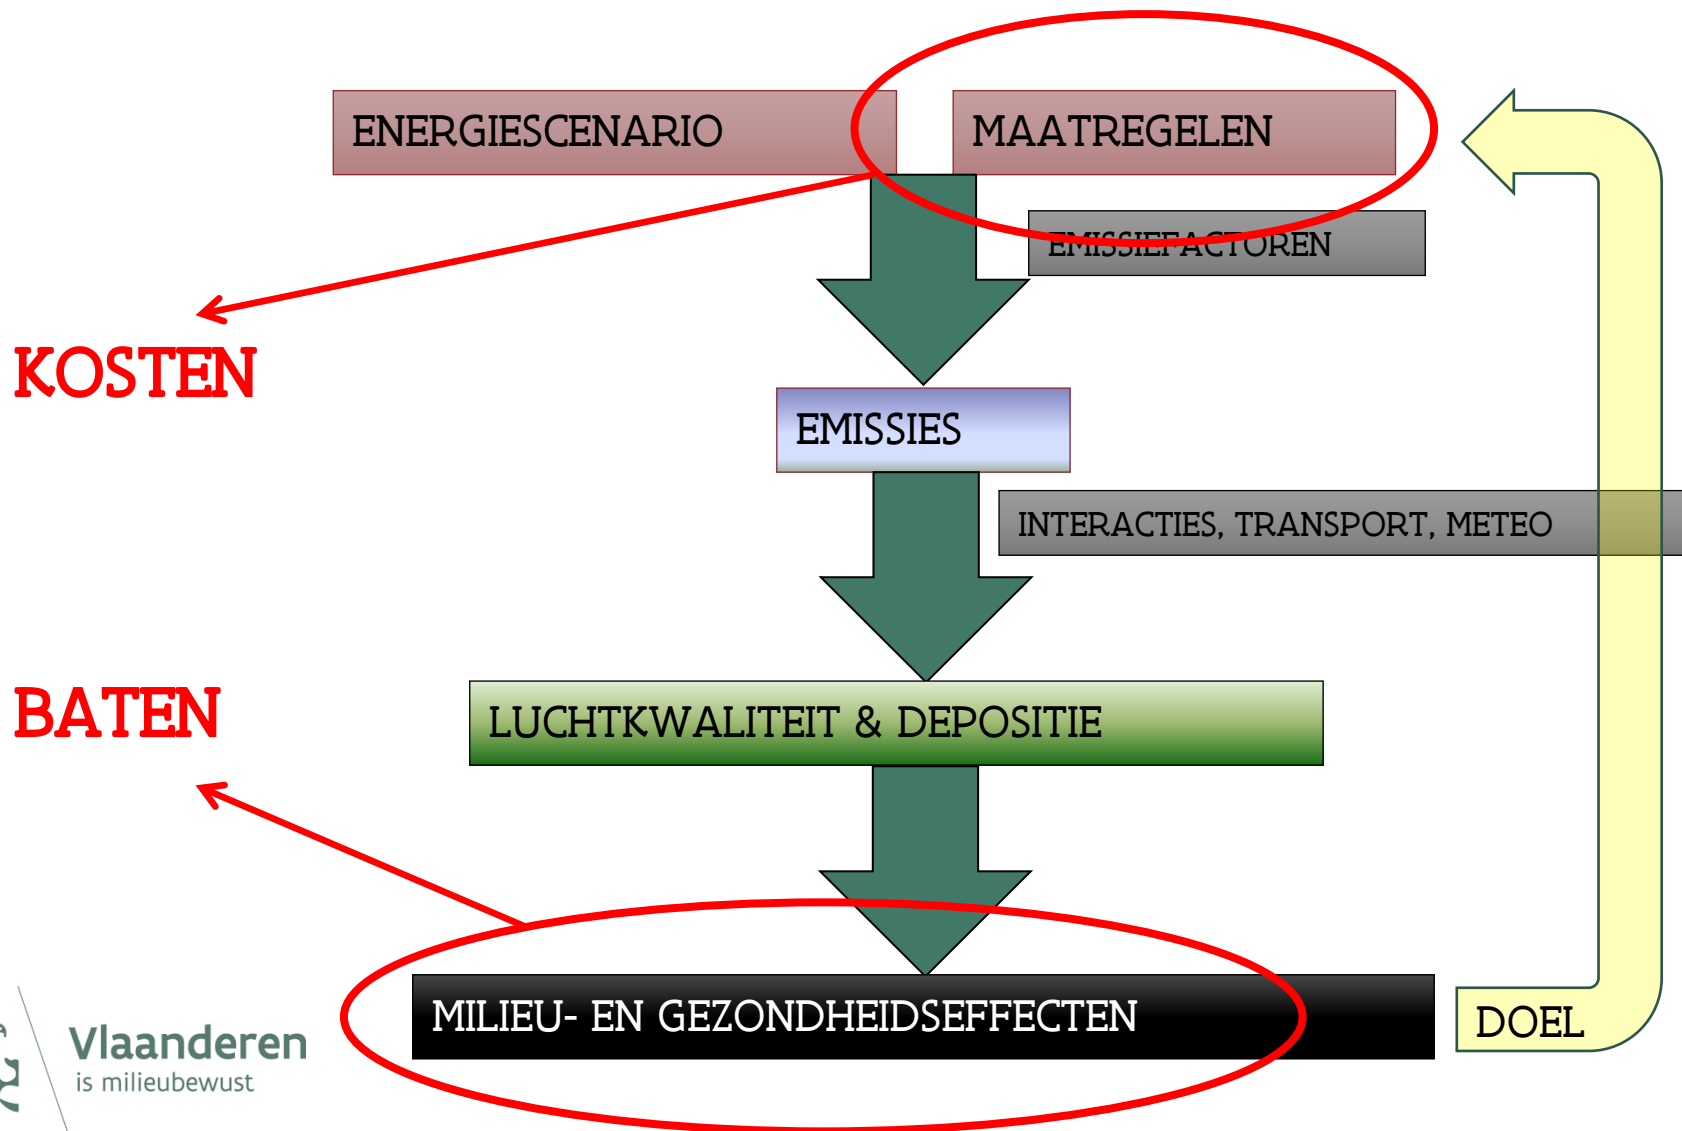 ENERGIESCENARIO
MAATREGELEN
EMISSIEFACTOREN
KOSTEN
EMISSIES
INTERACTIES, TRANSPORT, METEO
BATEN
LUCHTKWALITEIT & DEPOSITIE
MILIEU- EN GEZONDHEIDSEFFECTEN
DOEL
Vlaanderen
is milieubewust